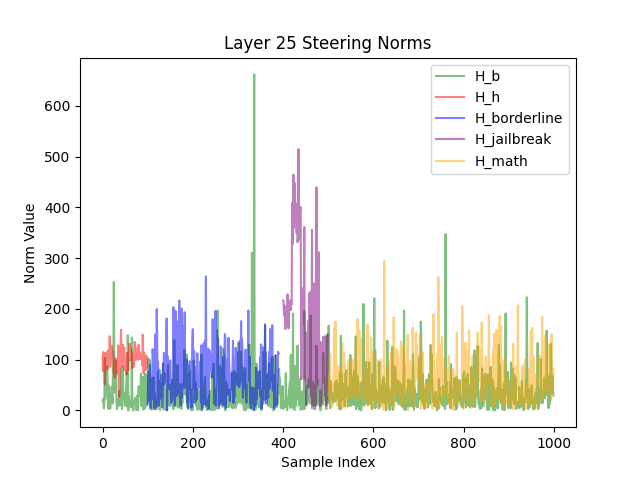 Layer 25 Steering Norms
H_b
H_h
H_borderline
H_jailbreak
H_math
600
500
400
300
200
100
0
Norm Value
0
200
400
600
800
1000
Sample Index